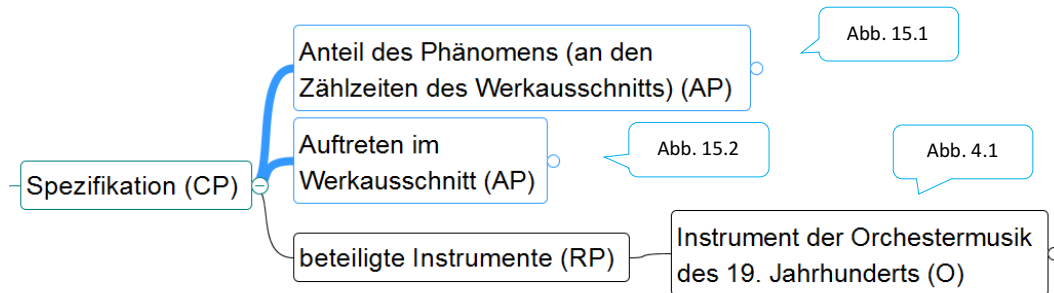 Anteil des Phänomens (an den
Zählzeiten des Werkausschnitts) (AP)
Abb. 15.1
Auftreten im
Werkausschnitt (AP)
Abb. 15.2
Abb. 4.1
Spezifikation (CP)
beteiligte Instrumente (RP)
Instrument der Orchestermusik
des 19. Jahrhunderts (O)